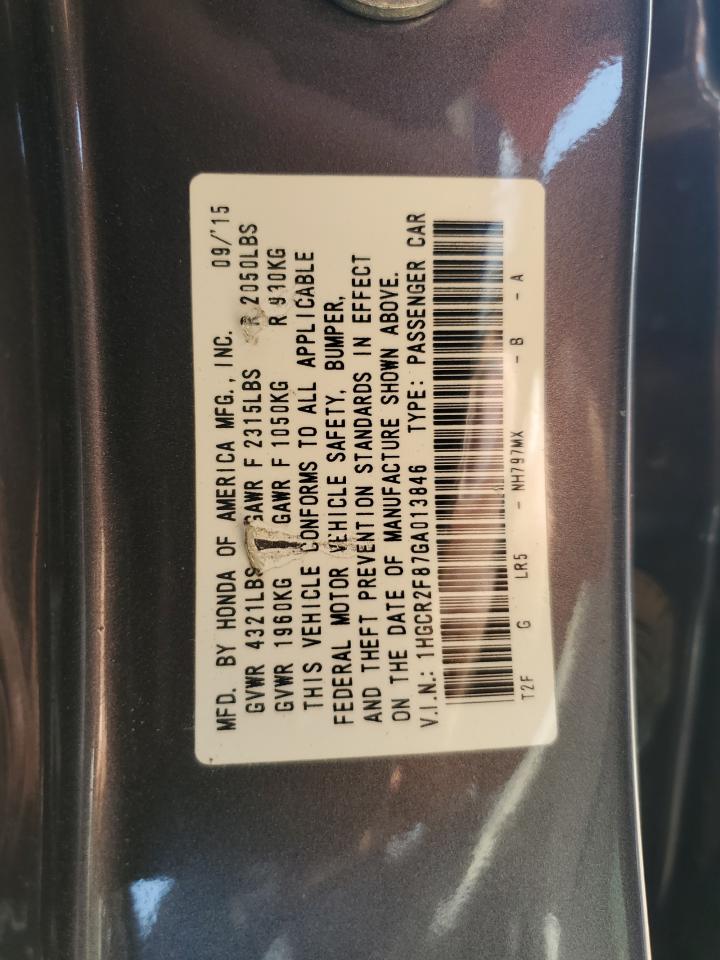 MFD. BY HONDA OF AMERICA MFG., INC. 09/'15
GVWR 4321LBS GAWR F 2315LBS R 2050LBS
GVWR 1960KG GAWR F 1050KG R 930KG
THIS VEHICLE CONFORMS TO ALL APPLICABLE
FEDERAL MOTOR VEHICLE SAFETY, BUMPER,
AND THEFT PREVENTION STANDARDS IN EFFECT
ON THE DATE OF MANUFACTURE SHOWN ABOVE.
V.I.N.: 1HGCR2F87GA013846 TYPE: PASSENGER CAR
T2F G LR5 - NH797MX - B - A